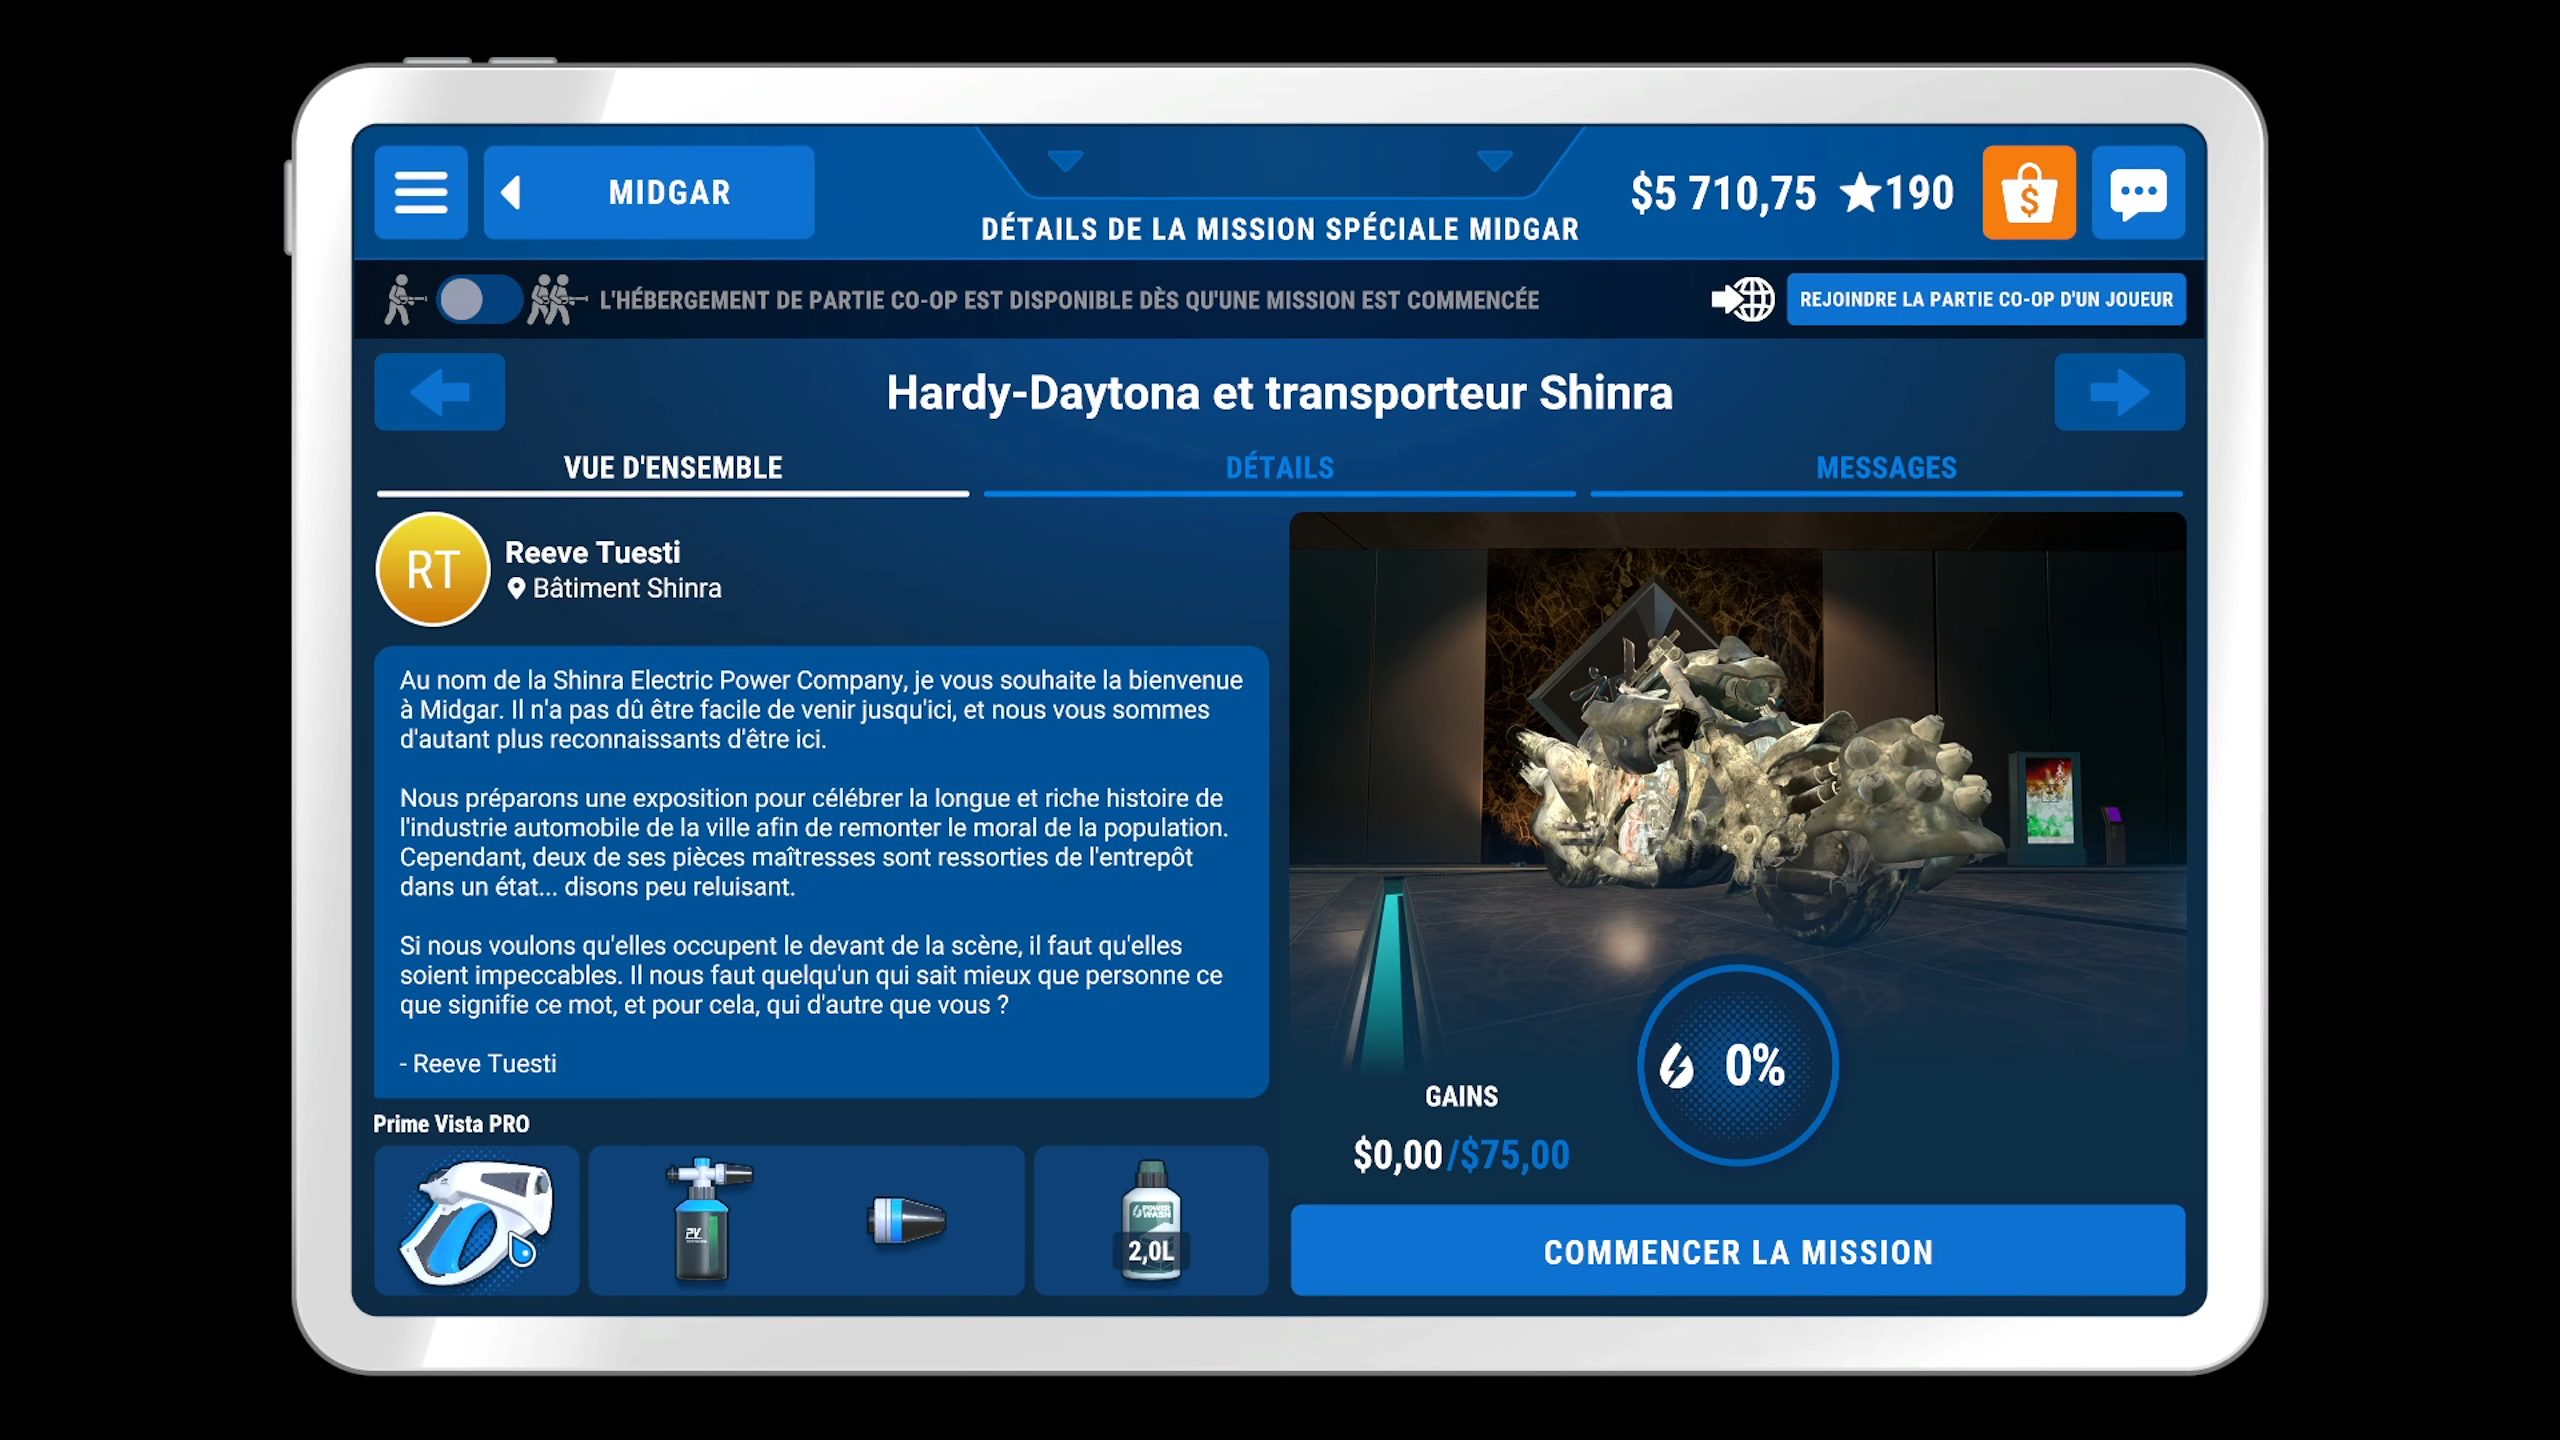 MIDGAR
DÉTAILS DE LA MISSION SPÉCIALE MIDGAR
$5 710,75 ★190
L'HÉBERGEMENT DE PARTIE CO-OP EST DISPONIBLE DÈS QU'UNE MISSION EST COMMENCÉE
REJOINDRE LA PARTIE CO-OP D'UN JOUEUR
Hardy-Daytona et transporteur Shinra
VUE D'ENSEMBLE
DÉTAILS
MESSAGES
RT
Reeve Tuesti
Bâtiment Shinra
Au nom de la Shinra Electric Power Company, je vous souhaite la bienvenue
à Midgar. Il n'a pas dû être facile de venir jusqu'ici, et nous vous sommes
d'autant plus reconnaissants d'être ici.
Nous préparons une exposition pour célébrer la longue et riche histoire de
l'industrie automobile de la ville afin de remonter le moral de la population.
Cependant, deux de ses pièces maîtresses sont ressorties de l'entrepôt
dans un état... disons peu reluisant.
Si nous voulons qu'elles occupent le devant de la scène, il faut qu'elles
soient impeccables. Il nous faut quelqu'un qui sait mieux que personne ce
que signifie ce mot, et pour cela, qui d'autre que vous ?
- Reeve Tuesti
Prime Vista PRO
PV
POWER
WASH
2,0L
0%
GAINS
$0,00/$75,00
COMMENCER LA MISSION